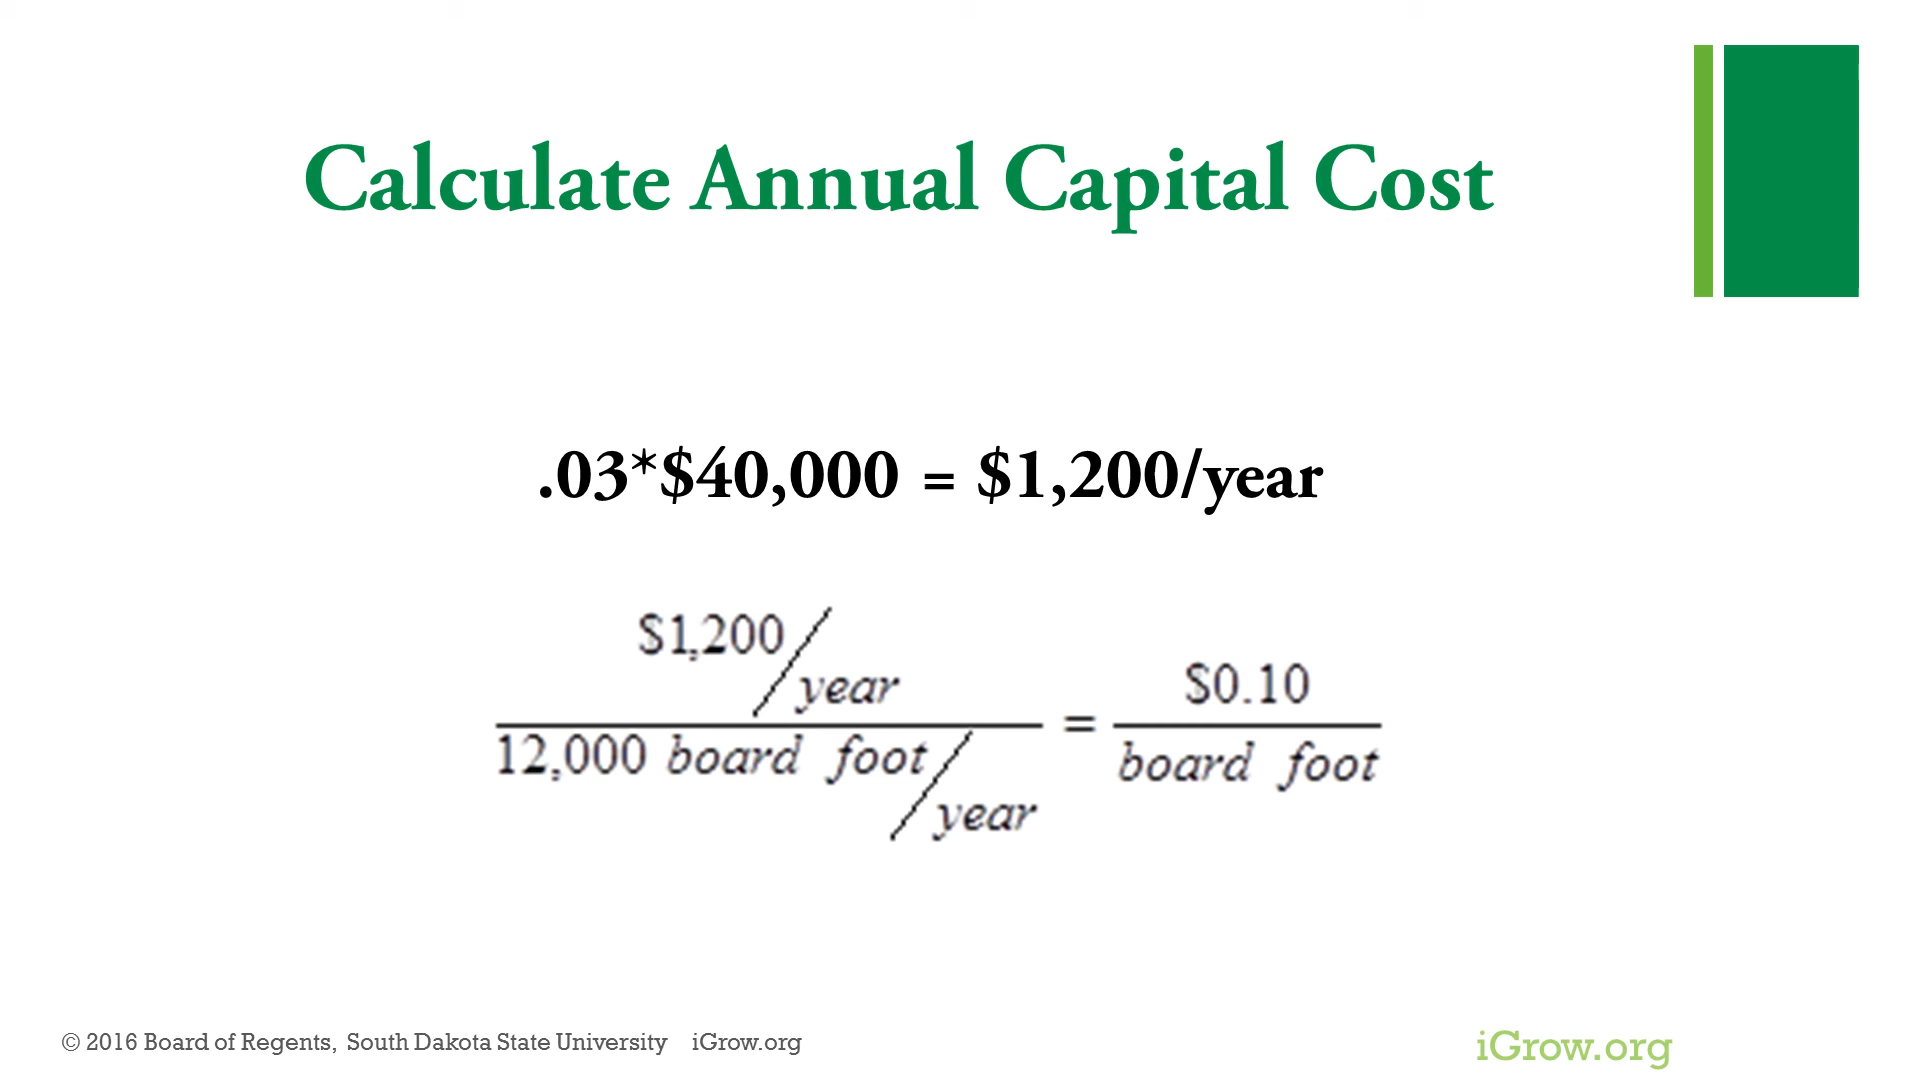 Calculate Annual Capital Cost
.03*$40,000 = $1,200/year
$1,200/year
12,000 board foot/year
=
$0.10
board foot
© 2016 Board of Regents, South Dakota State University iGrow.org
iGrow.org